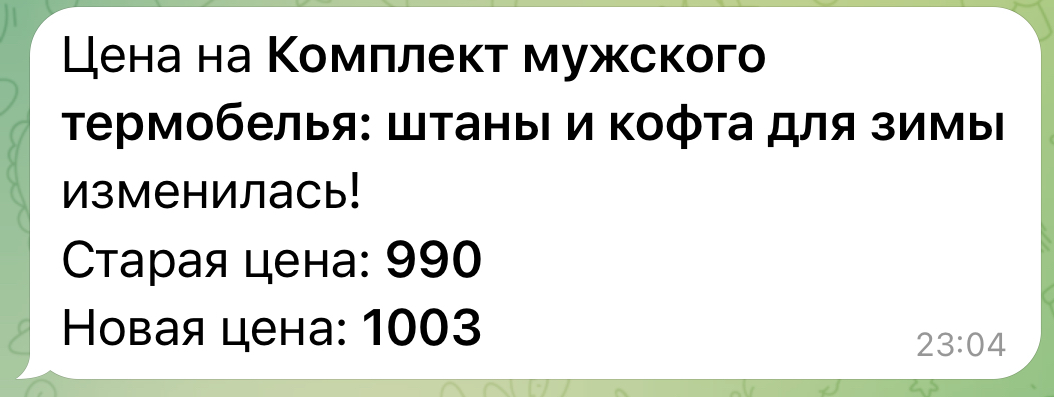 Цена на Комплект мужского
термобелья: штаны и кофта для зимы
изменилась!
Старая цена: 990
Новая цена: 1003
23:04